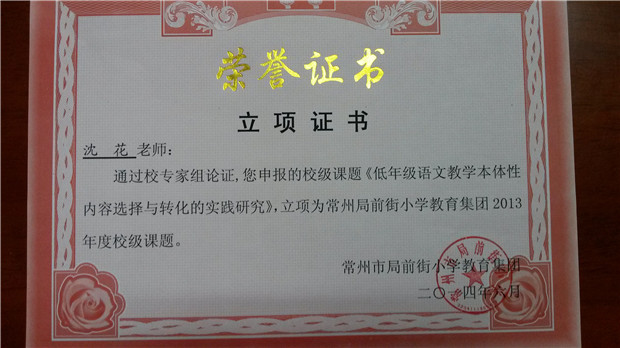 荣誉证书
立项证书
沈 花 老师：
通过校专家组论证,您申报的校级课题《低年级语文教学本体性
内容选择与转化的实践研究》,立项为常州局前街小学教育集团2013
年度校级课题。
常州市局前街小学教育集团
二〇一四年六月